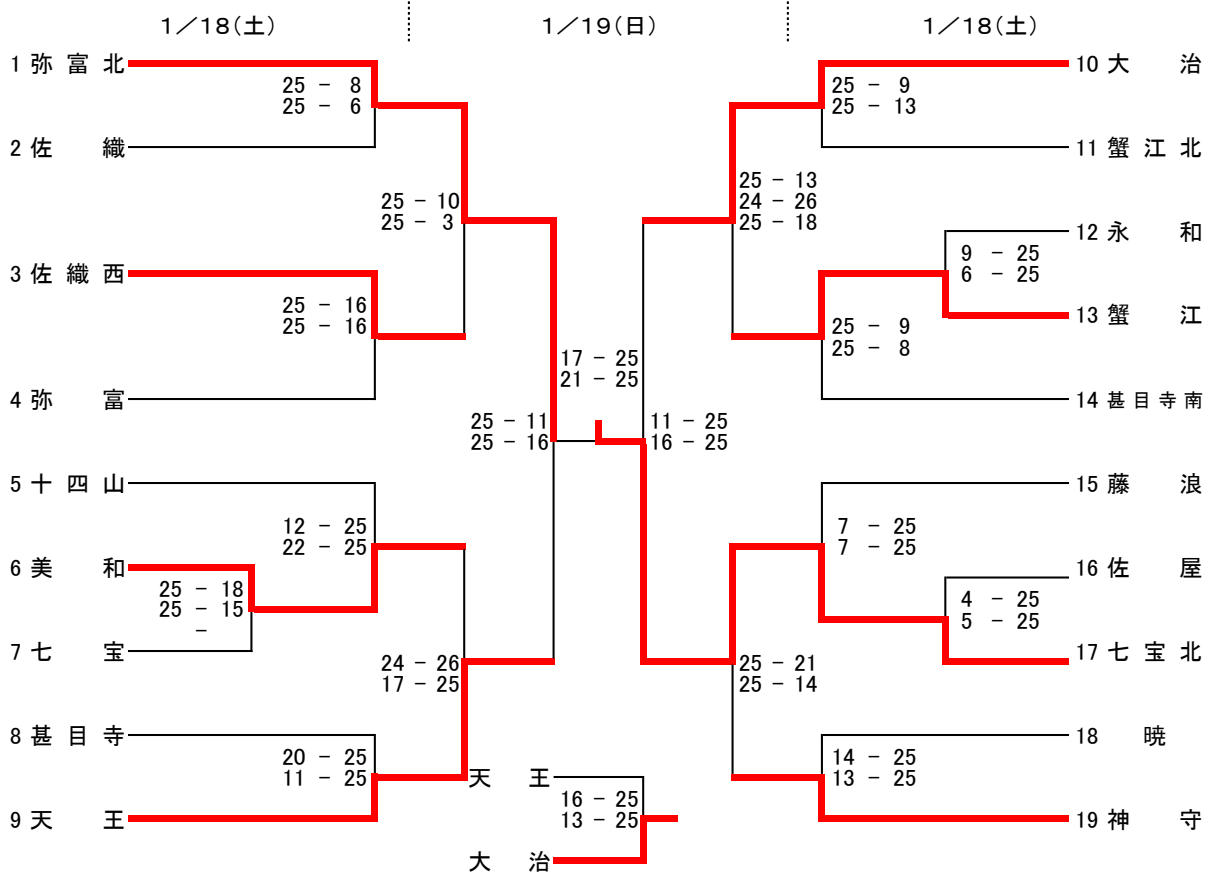 1／18(土)
1／19(日)
1／18(土)
1 弥 富 北
25 － 8
25 － 6
2 佐 織
25 － 10
25 － 3
3 佐 織 西
25 － 16
25 － 16
4 弥 富
25 － 11
25 － 16
5 十 四 山
12 － 25
22 － 25
6 美 和
25 － 18
25 － 15
－
7 七 宝
24 － 26
17 － 25
8 甚 目 寺
20 － 25
11 － 25
9 天 王
17 － 25
21 － 25
天 王
16 － 25
13 － 25
大 治
10 大 治
25 － 9
25 － 13
11 蟹 江 北
25 － 13
24 － 26
25 － 18
12 永 和
9 － 25
6 － 25
13 蟹 江
25 － 9
25 － 8
14 甚 目 寺 南
11 － 25
16 － 25
15 藤 浪
7 － 25
7 － 25
16 佐 屋
4 － 25
5 － 25
17 七 宝 北
25 － 21
25 － 14
18 暁
14 － 25
13 － 25
19 神 守